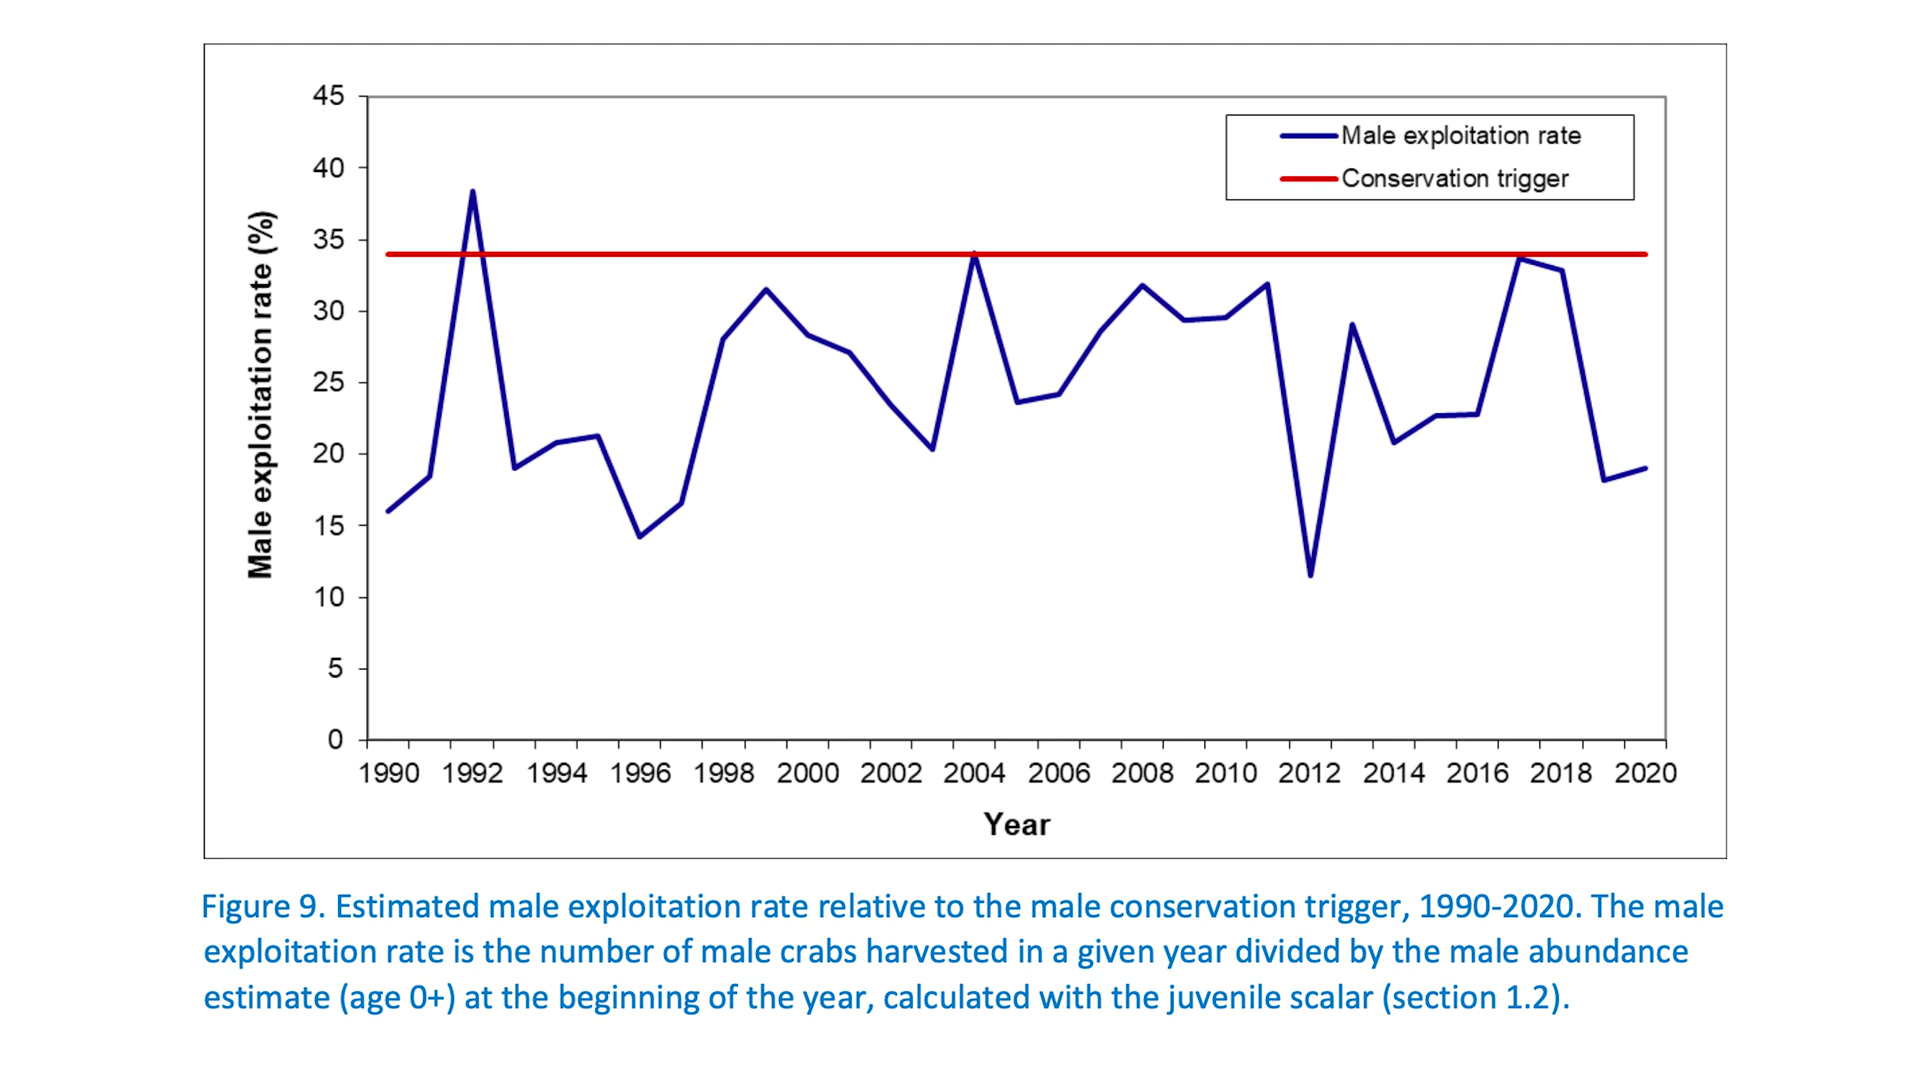 45
40
35
30
25
20
15
10
5
0
Male exploitation rate (%)
Male exploitation rate
Conservation trigger
1990 1992 1994 1996 1998 2000 2002 2004 2006 2008 2010 2012 2014 2016 2018 2020
Year
Figure 9. Estimated male exploitation rate relative to the male conservation trigger, 1990-2020. The male
exploitation rate is the number of male crabs harvested in a given year divided by the male abundance
estimate (age 0+) at the beginning of the year, calculated with the juvenile scalar (section 1.2).